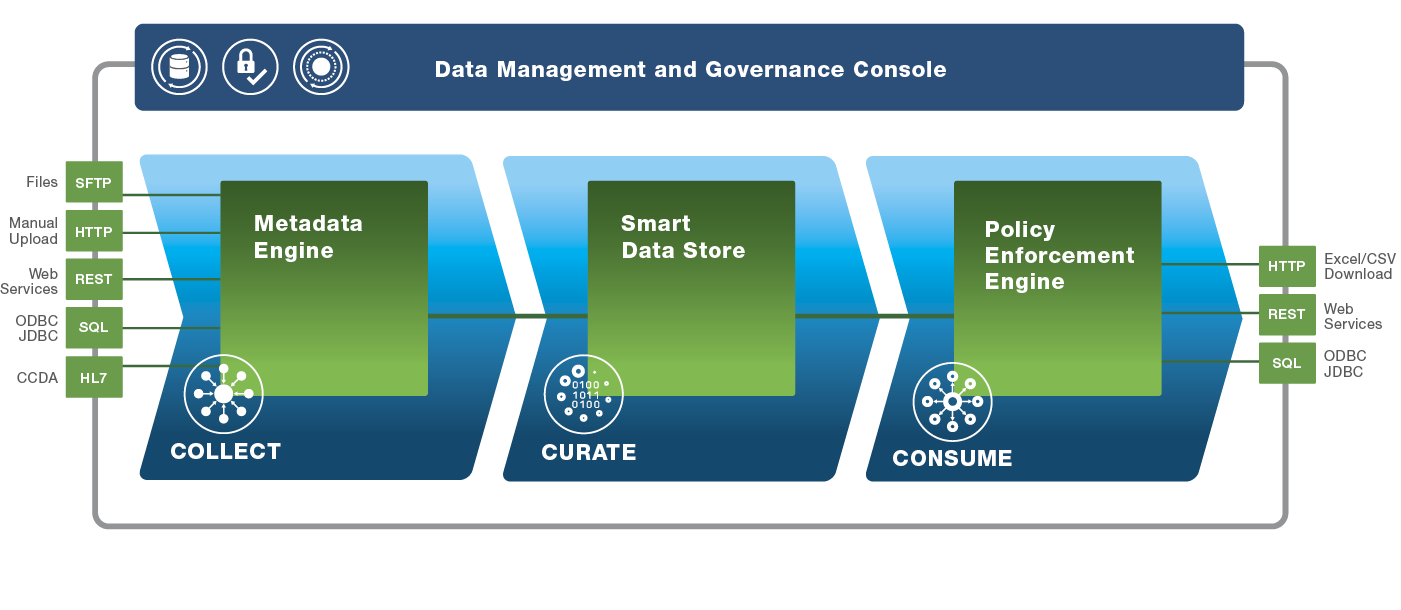 Data Management and Governance Console
Files
SFTP
Manual
Upload
HTTP
Web
Services
REST
ODBC
JDBC
SQL
CCDA
HL7
Metadata
Engine
COLLECT
Smart
Data Store
0100
1011
0100
CURATE
Policy
Enforcement
Engine
CONSUME
HTTP
Excel/CSV
Download
REST
Web
Services
SQL
ODBC
JDBC